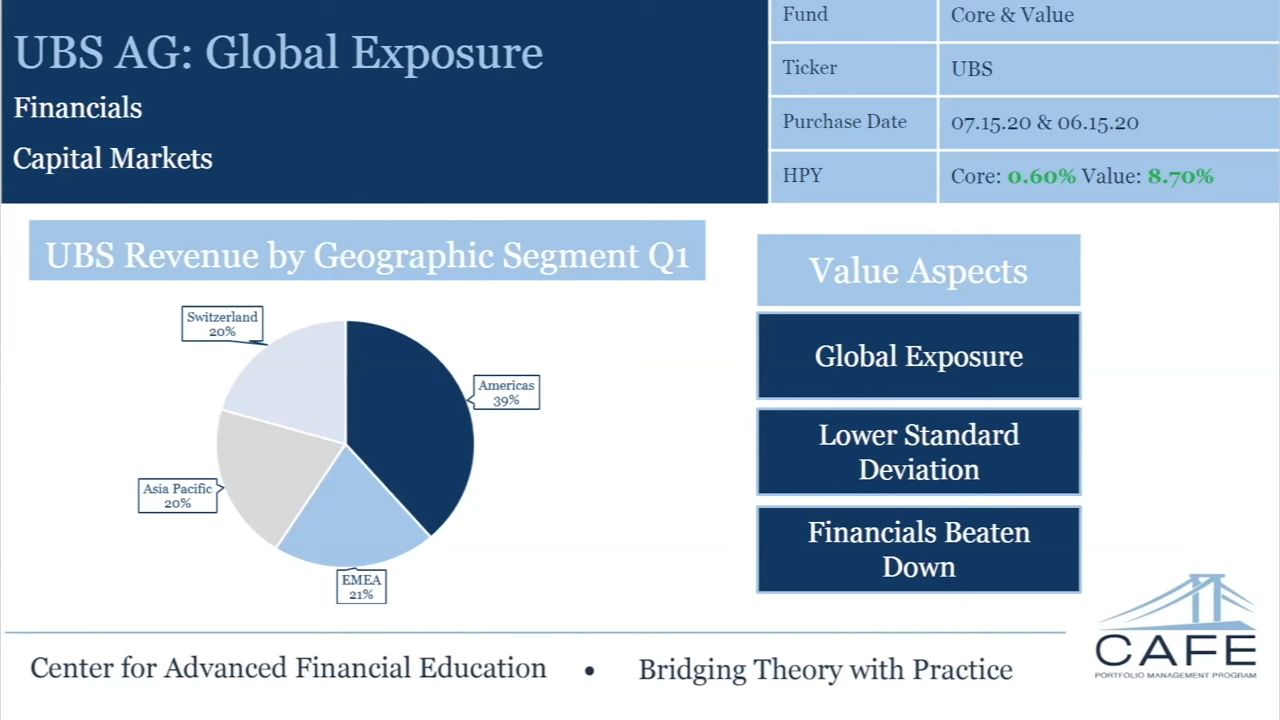 UBS AG: Global Exposure
Financials
Capital Markets
Fund Core & Value
Ticker UBS
Purchase Date 07.15.20 & 06.15.20
HPY Core: 0.60% Value: 8.70%
UBS Revenue by Geographic Segment Q1
Switzerland
20%
Americas
39%
Asia Pacific
20%
EMEA
21%
Value Aspects
Global Exposure
Lower Standard
Deviation
Financials Beaten
Down
Center for Advanced Financial Education • Bridging Theory with Practice
CAFE
PORTFOLIO MANAGEMENT PROGRAM